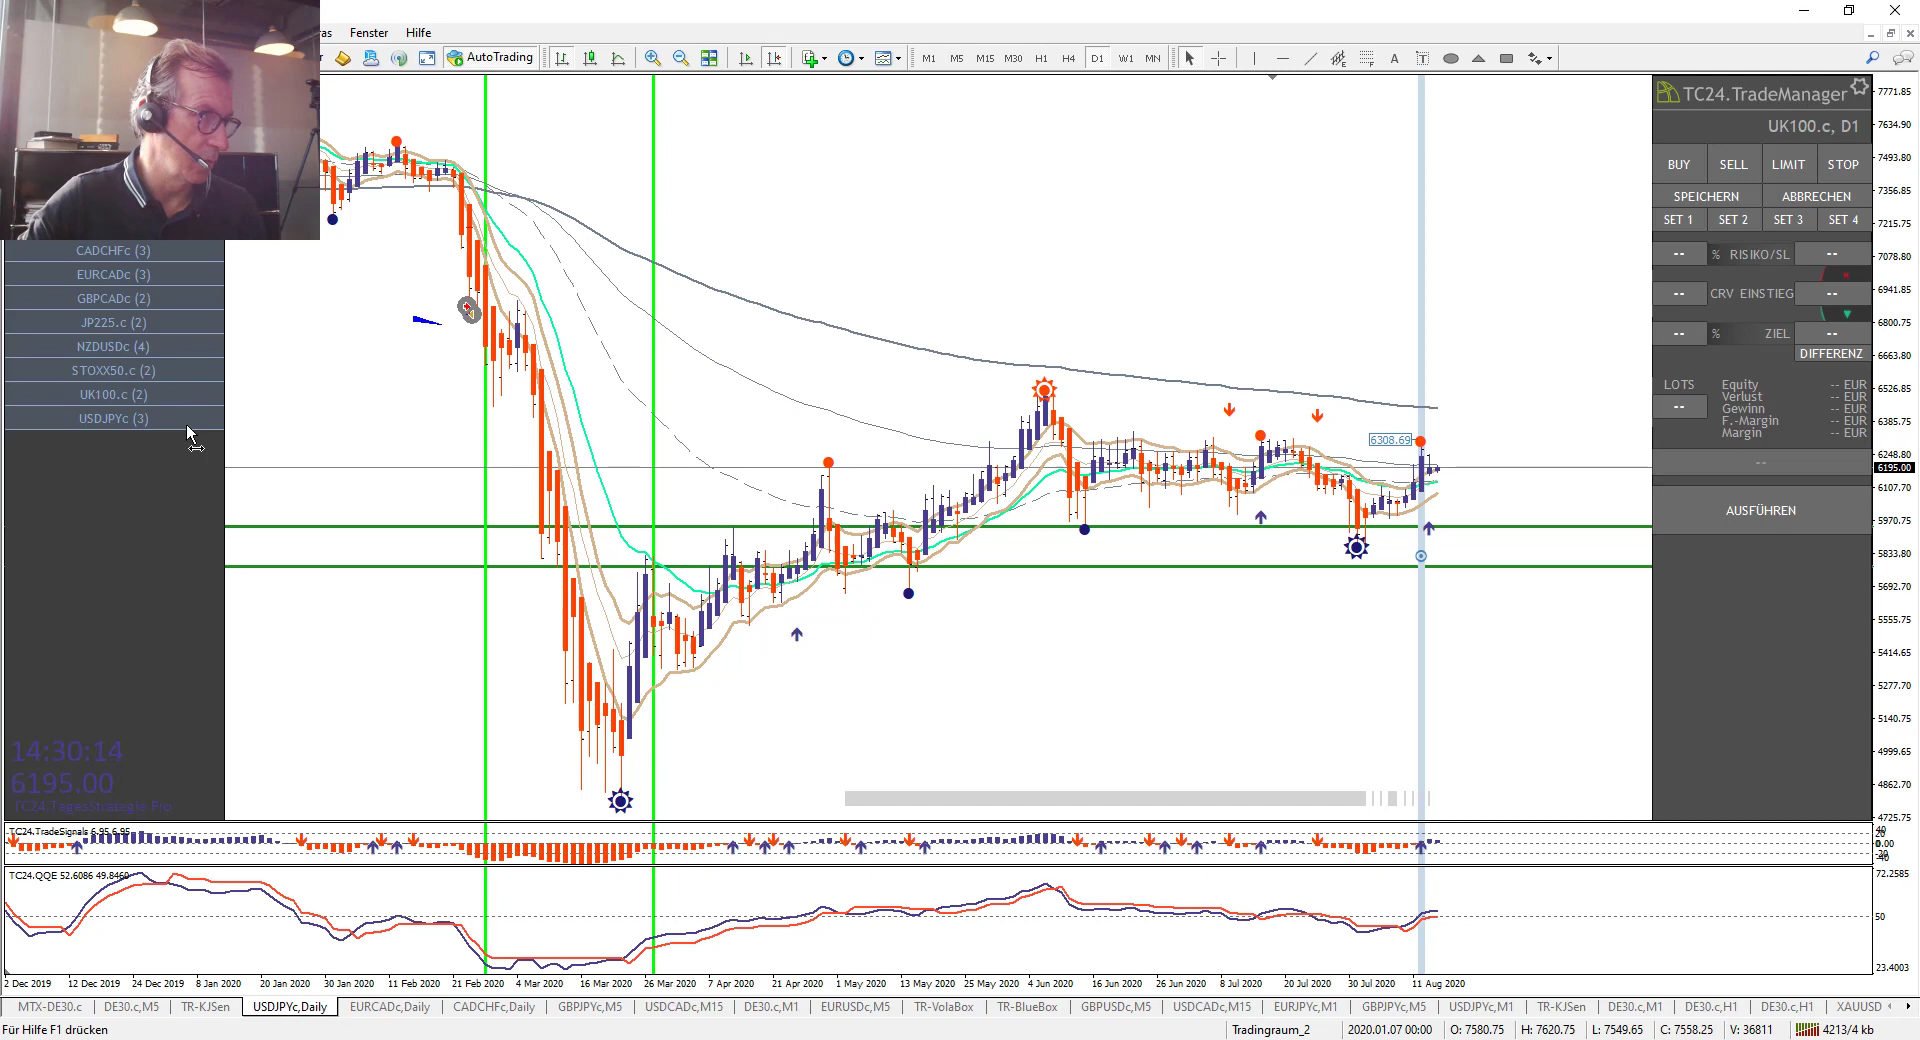 as Fenster Hilfe
AutoTrading M1 M5 M15 M30 H1 H4 D1 W1 MN A T
TC24.TradeManager
UK100.c, D1
BUY SELL LIMIT STOP
SPEICHERN ABBRECHEN
SET 1 SET 2 SET 3 SET 4
-- % RISIKO/SL --
-- CRV EINSTIEG --
-- % ZIEL --
DIFFERENZ
LOTS
--
Equity -- EUR
Verlust -- EUR
Gewinn -- EUR
F.-Margin -- EUR
Margin -- EUR
--
AUSFÜHREN
CADCHFc (3)
EURCADc (3)
GBPCADc (2)
JP225.c (2)
NZDUSDc (4)
STOXX50.c (2)
UK100.c (2)
USDJPYc (3)
14:30:14
6195.00
TC24.TagesStrategie Pro
6308.69
7771.85
7634.90
7493.80
7356.85
7215.75
7078.80
6941.85
6800.75
6663.80
6526.85
6385.75
6248.80
6195.00
6107.70
5970.75
5833.80
5692.70
5555.75
5414.65
5277.70
5140.75
4999.65
4862.70
4725.75
TC24.TradeSignals 6.95 6.95
40
20
0.00
-20
-40
TC24.QQE 52.6086 49.8460
72.2585
50
23.4003
2 Dec 2019 12 Dec 2019 24 Dec 2019 8 Jan 2020 20 Jan 2020 30 Jan 2020 11 Feb 2020 21 Feb 2020 4 Mar 2020 16 Mar 2020 26 Mar 2020 7 Apr 2020 21 Apr 2020 1 May 2020 13 May 2020 25 May 2020 4 Jun 2020 16 Jun 2020 26 Jun 2020 8 Jul 2020 20 Jul 2020 30 Jul 2020 11 Aug 2020
MTX-DE30.c DE30.c,M5 TR-KJSen USDJPYc,Daily EURCADc,Daily CADCHFc,Daily GBPJPYc,M5 USDCADc,M15 DE30.c,M1 EURUSDc,M5 TR-VolaBox TR-BlueBox GBPUSDc,M5 USDCADc,M15 EURJPYc,M1 GBPJPYc,M5 USDJPYc,M1 TR-KJSen DE30.c,M1 DE30.c,H1 DE30.c,H1 XAUUSD
Für Hilfe F1 drücken Tradingraum_2 2020.01.07 00:00 O: 7580.75 H: 7620.75 L: 7549.65 C: 7558.25 V: 36811 4213/4 kb